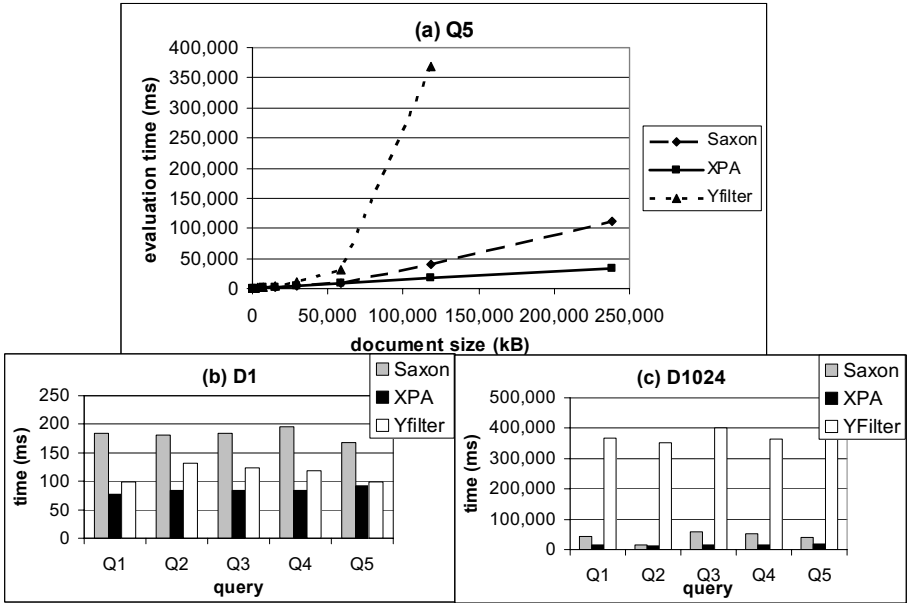 (a) Q5
evaluation time (ms)
400,000
350,000
300,000
250,000
200,000
150,000
100,000
50,000
0
0 50,000 100,000 150,000 200,000 250,000
document size (kB)
Saxon
XPA
Yfilter
(b) D1
time (ms)
250
200
150
100
50
0
Q1 Q2 Q3 Q4 Q5
query
Saxon
XPA
Yfilter
(c) D1024
time (ms)
500,000
400,000
300,000
200,000
100,000
0
Q1 Q2 Q3 Q4 Q5
query
Saxon
XPA
YFilter